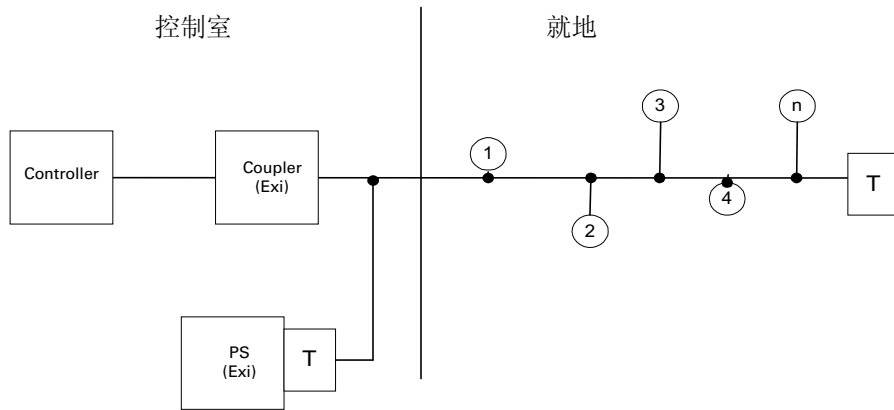 控制室
就地
Controller
Coupler
(Exi)
1
2
3
4
n
T
PS
(Exi)
T